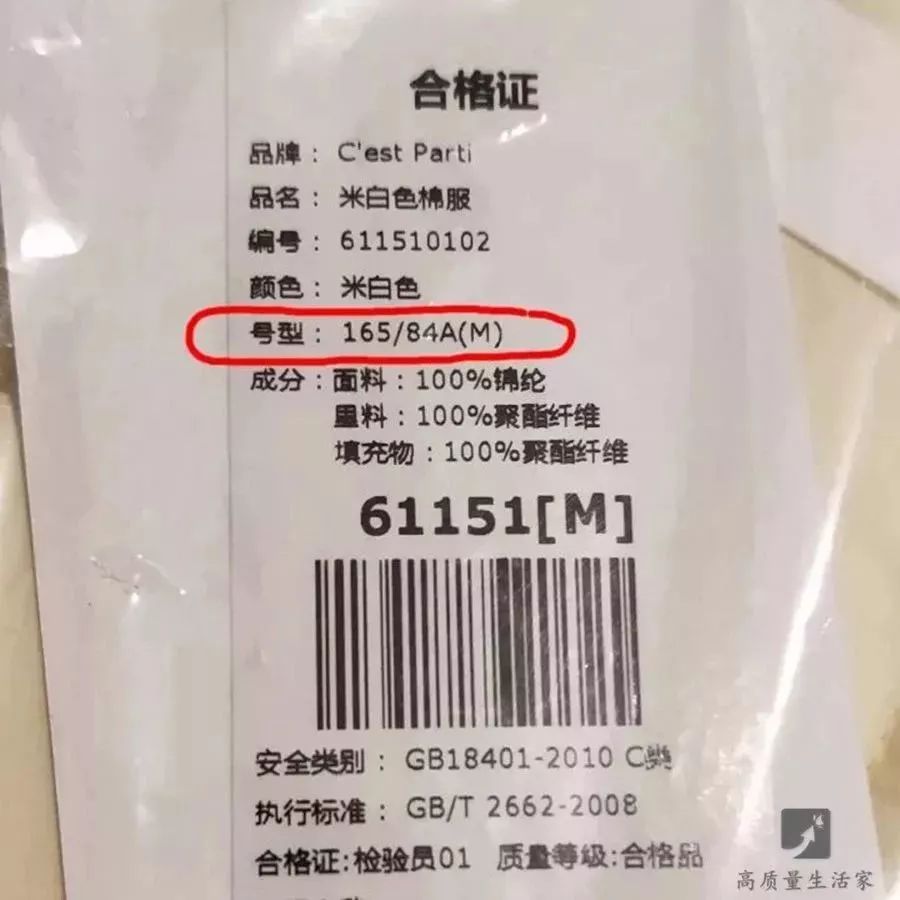 合格证
品牌： C'est Parti
品名： 米白色棉服
编号： 611510102
颜色： 米白色
号型： 165/84A(M)
成分：面料：100%锦纶
里料：100%聚酯纤维
填充物：100%聚酯纤维
61151[M]
安全类别： GB18401-2010 C类
执行标准： GB/T 2662-2008
合格证:检验员01 质量等级:合格品
高质量生活家